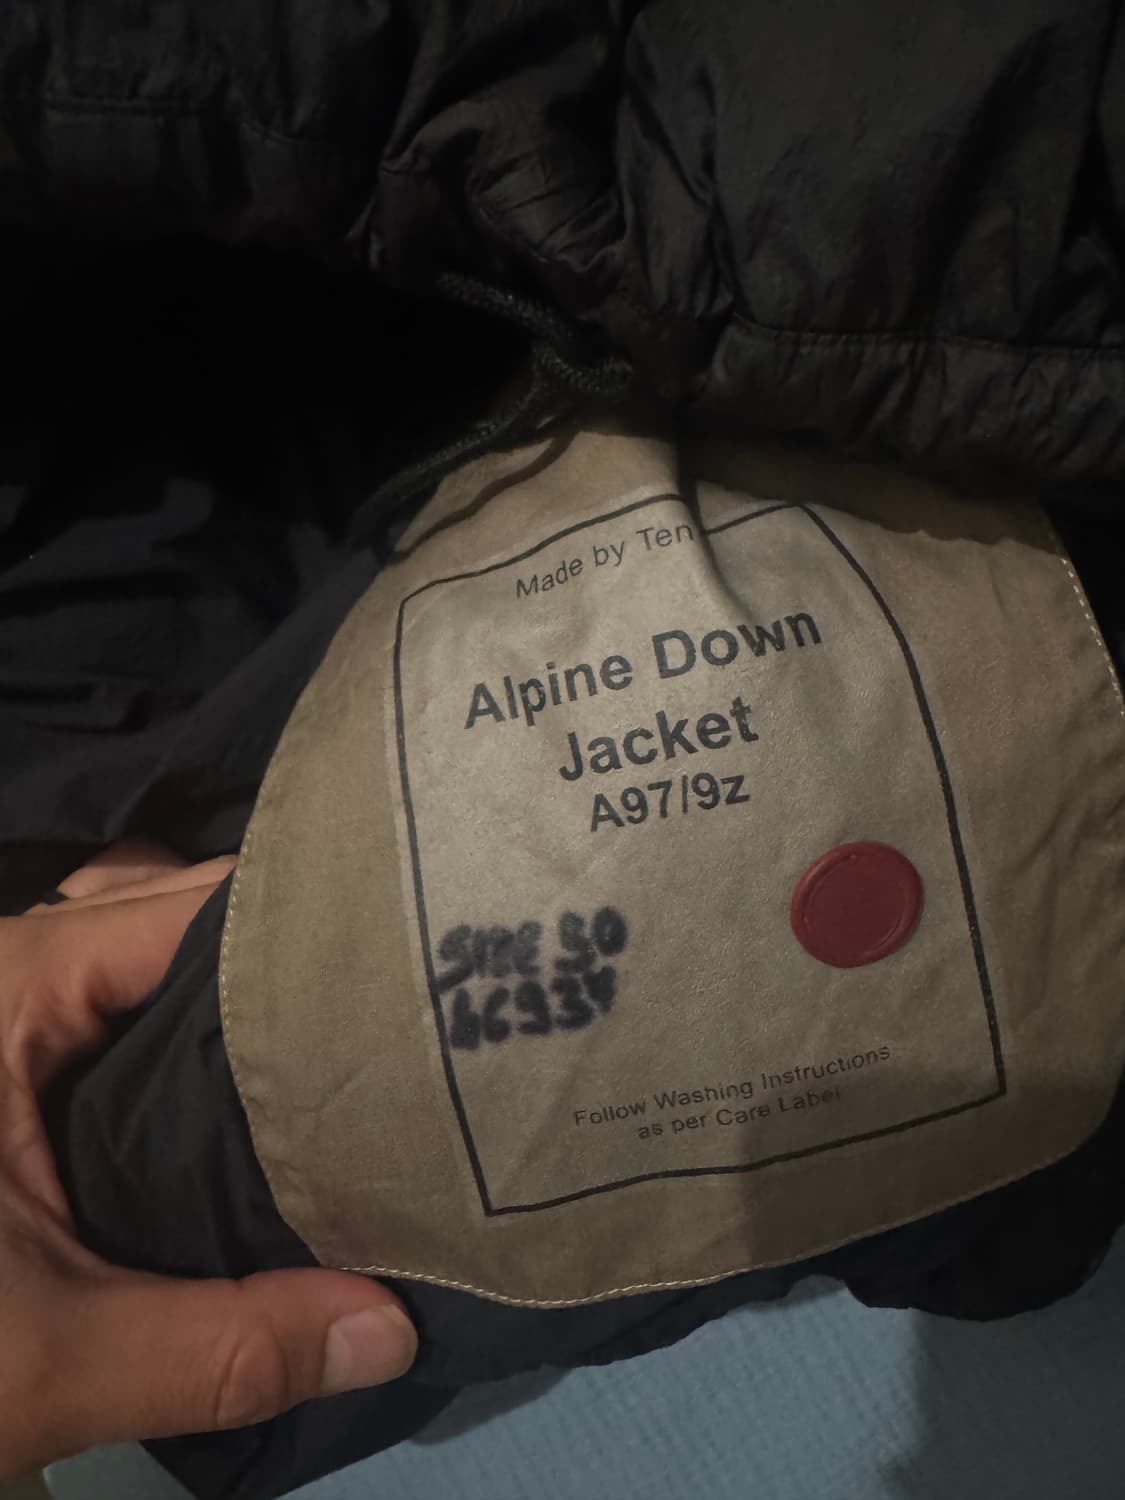 Made by Ten
Alpine Down
Jacket
A97/9z
SIZE 50
Follow Washing Instructions
as per Care Label